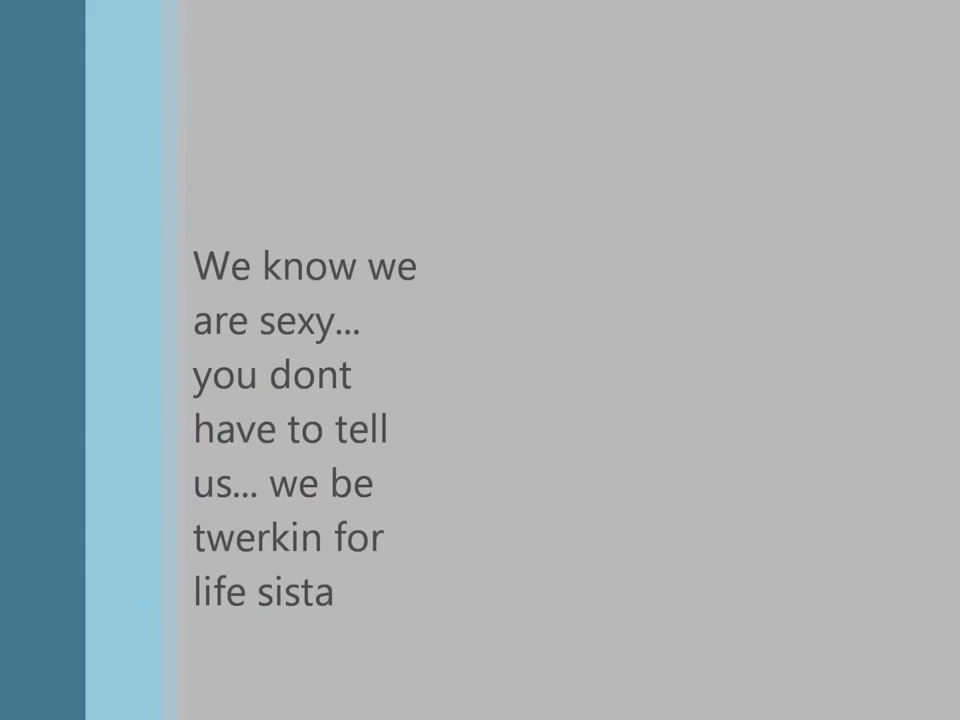 We know we
are sexy...
you dont
have to tell
us... we be
twerkin for
life sista